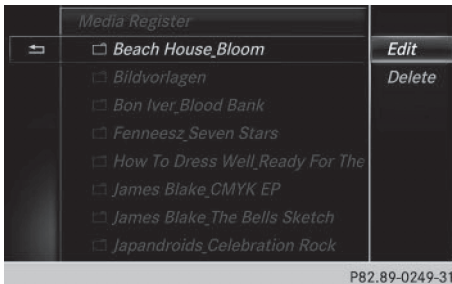 Media Register
Beach House_Bloom
Edit
Bildvorlagen
Delete
Bon Iver_Blood Bank
Fenneesz_Seven Stars
How To Dress Well_Ready For The
James Blake_CMYK EP
James Blake_The Bells Sketch
Japandroids_Celebration Rock
P82.89-0249-31